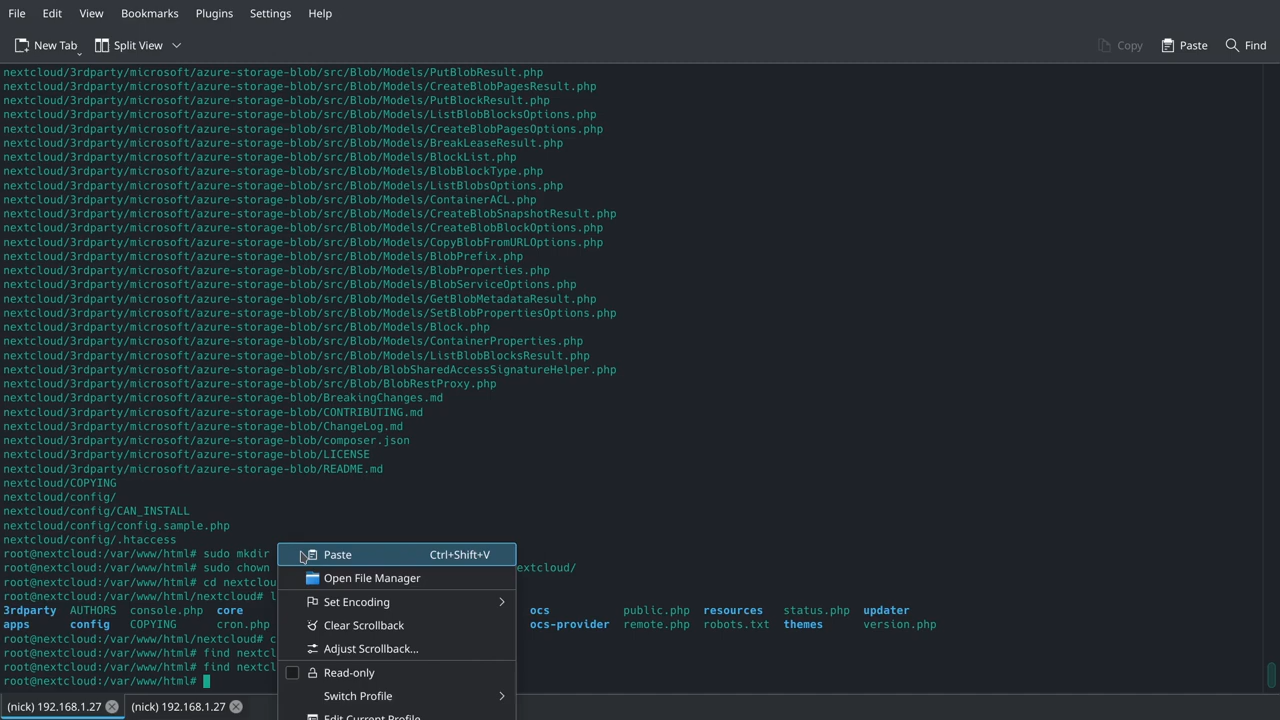 File Edit View Bookmarks Plugins Settings Help
New Tab Split View Copy Paste Find
nextcloud/3rdparty/microsoft/azure-storage-blob/src/Blob/Models/PutBlobResult.php
nextcloud/3rdparty/microsoft/azure-storage-blob/src/Blob/Models/CreateBlobPagesResult.php
nextcloud/3rdparty/microsoft/azure-storage-blob/src/Blob/Models/PutBlockResult.php
nextcloud/3rdparty/microsoft/azure-storage-blob/src/Blob/Models/ListBlobBlocksOptions.php
nextcloud/3rdparty/microsoft/azure-storage-blob/src/Blob/Models/CreateBlobPagesOptions.php
nextcloud/3rdparty/microsoft/azure-storage-blob/src/Blob/Models/BreakLeaseResult.php
nextcloud/3rdparty/microsoft/azure-storage-blob/src/Blob/Models/BlockList.php
nextcloud/3rdparty/microsoft/azure-storage-blob/src/Blob/Models/BlobBlockType.php
nextcloud/3rdparty/microsoft/azure-storage-blob/src/Blob/Models/ListBlobsOptions.php
nextcloud/3rdparty/microsoft/azure-storage-blob/src/Blob/Models/ContainerACL.php
nextcloud/3rdparty/microsoft/azure-storage-blob/src/Blob/Models/CreateBlobSnapshotResult.php
nextcloud/3rdparty/microsoft/azure-storage-blob/src/Blob/Models/CreateBlobBlockOptions.php
nextcloud/3rdparty/microsoft/azure-storage-blob/src/Blob/Models/CopyBlobFromURLOptions.php
nextcloud/3rdparty/microsoft/azure-storage-blob/src/Blob/Models/BlobPrefix.php
nextcloud/3rdparty/microsoft/azure-storage-blob/src/Blob/Models/BlobProperties.php
nextcloud/3rdparty/microsoft/azure-storage-blob/src/Blob/Models/BlobServiceOptions.php
nextcloud/3rdparty/microsoft/azure-storage-blob/src/Blob/Models/GetBlobMetadataResult.php
nextcloud/3rdparty/microsoft/azure-storage-blob/src/Blob/Models/SetBlobPropertiesOptions.php
nextcloud/3rdparty/microsoft/azure-storage-blob/src/Blob/Models/Block.php
nextcloud/3rdparty/microsoft/azure-storage-blob/src/Blob/Models/ContainerProperties.php
nextcloud/3rdparty/microsoft/azure-storage-blob/src/Blob/Models/ListBlobBlocksResult.php
nextcloud/3rdparty/microsoft/azure-storage-blob/src/Blob/BlobSharedAccessSignatureHelper.php
nextcloud/3rdparty/microsoft/azure-storage-blob/src/Blob/BlobRestProxy.php
nextcloud/3rdparty/microsoft/azure-storage-blob/BreakingChanges.md
nextcloud/3rdparty/microsoft/azure-storage-blob/CONTRIBUTING.md
nextcloud/3rdparty/microsoft/azure-storage-blob/ChangeLog.md
nextcloud/3rdparty/microsoft/azure-storage-blob/composer.json
nextcloud/3rdparty/microsoft/azure-storage-blob/LICENSE
nextcloud/3rdparty/microsoft/azure-storage-blob/README.md
nextcloud/COPYING
nextcloud/config/
nextcloud/config/CAN_INSTALL
nextcloud/config/config.sample.php
nextcloud/config/.htaccess
root@nextcloud:/var/www/html# sudo mkdir
root@nextcloud:/var/www/html# sudo chown extcloud/
root@nextcloud:/var/www/html# cd nextclou
root@nextcloud:/var/www/html/nextcloud# l
3rdparty AUTHORS console.php core ocs public.php resources status.php updater
apps config COPYING cron.php ocs-provider remote.php robots.txt themes version.php
root@nextcloud:/var/www/html/nextcloud# c
root@nextcloud:/var/www/html# find nextcl
root@nextcloud:/var/www/html# find nextcl
root@nextcloud:/var/www/html#
Paste Ctrl+Shift+V
Open File Manager
Set Encoding
Clear Scrollback
Adjust Scrollback...
Read-only
Switch Profile
Edit Current Profile
(nick) 192.168.1.27 (nick) 192.168.1.27